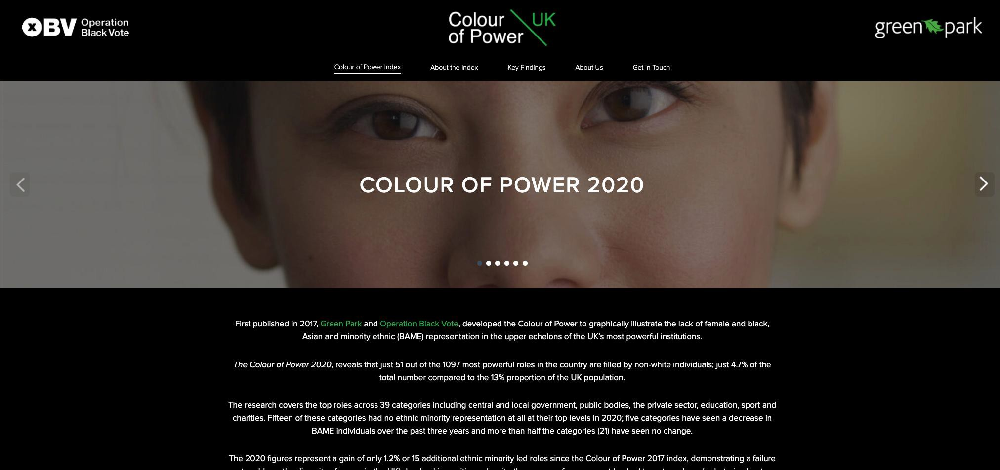 xBV Operation
Black Vote
Colour UK
of Power
green park
Colour of Power Index
About the Index
Key Findings
About Us
Get in Touch
COLOUR OF POWER 2020
First published in 2017, Green Park and Operation Black Vote, developed the Colour of Power to graphically illustrate the lack of female and black,
Asian and minority ethnic (BAME) representation in the upper echelons of the UK's most powerful institutions.
The Colour of Power 2020, reveals that just 51 out of the 1097 most powerful roles in the country are filled by non-white individuals; just 4.7% of the
total number compared to the 13% proportion of the UK population.
The research covers the top roles across 39 categories including central and local government, public bodies, the private sector, education, sport and
charities. Fifteen of these categories had no ethnic minority representation at all at their top levels in 2020; five categories have seen a decrease in
BAME individuals over the past three years and more than half the categories (21) have seen no change.
The 2020 figures represent a gain of only 1.2% or 15 additional ethnic minority led roles since the Colour of Power 2017 index, demonstrating a failure